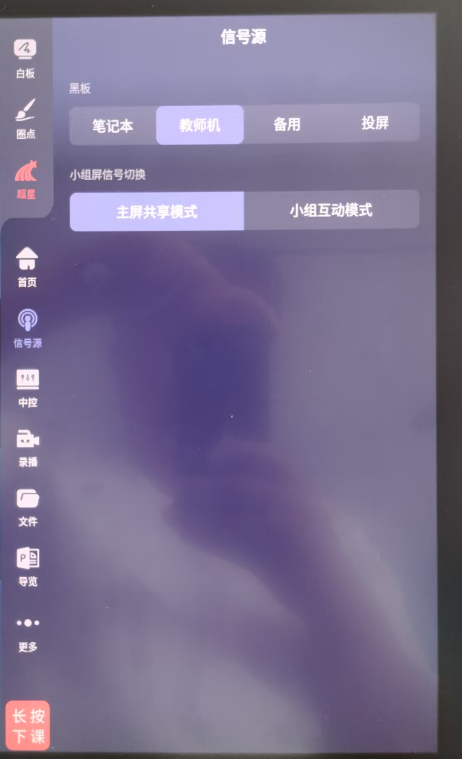 信号源
白板
圈点
超星
首页
信号源
中控
录播
文件
导览
更多
长按
下课
黑板
笔记本 教师机 备用 投屏
小组屏信号切换
主屏共享模式 小组互动模式